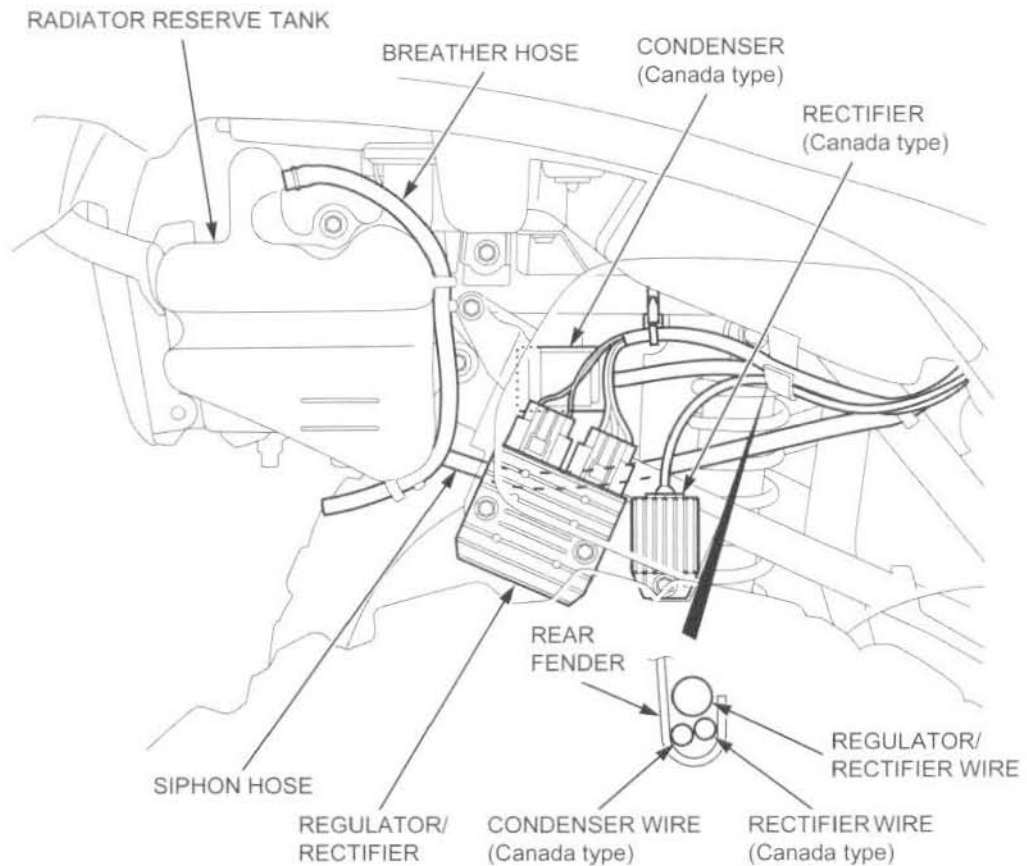 RADIATOR RESERVE TANK
BREATHER HOSE
CONDENSER
(Canada type)
RECTIFIER
(Canada type)
REAR
FENDER
REGULATOR/
RECTIFIER WIRE
SIPHON HOSE
REGULATOR/
RECTIFIER
CONDENSER WIRE
(Canada type)
RECTIFIER WIRE
(Canada type)